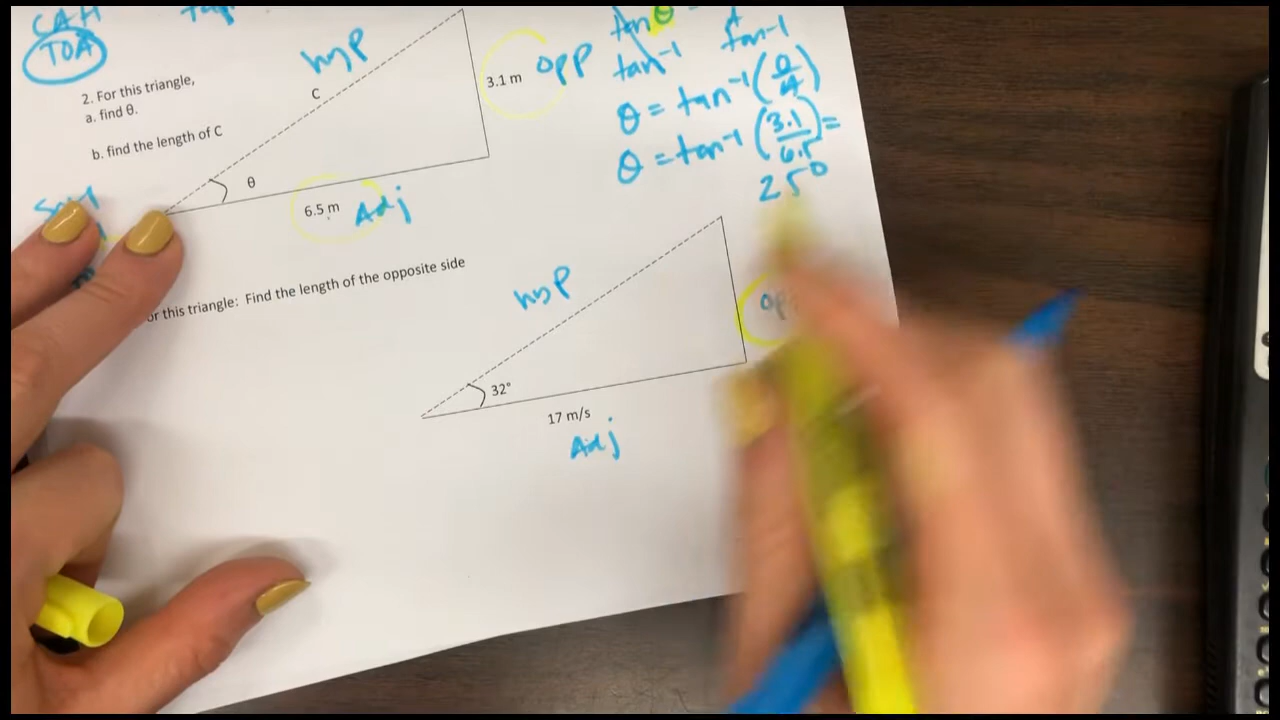 CAH
TOA
2. For this triangle,
a. find θ.
b. find the length of C
hyp
C
3.1 m
opp
θ
6.5 m
Adj
tan θ
tan⁻¹ tan⁻¹
θ = tan⁻¹ (O/A)
θ = tan⁻¹ (3.1/6.5) =
25°
or this triangle: Find the length of the opposite side
hyp
32°
17 m/s
Adj